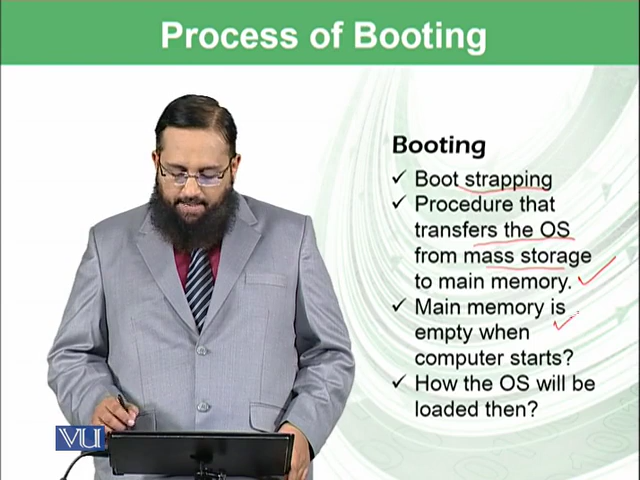 Process of Booting
Booting
✓ Boot strapping
✓ Procedure that
transfers the OS
from mass storage
to main memory.
✓ Main memory is
empty when
computer starts?
✓ How the OS will be
loaded then?
VU